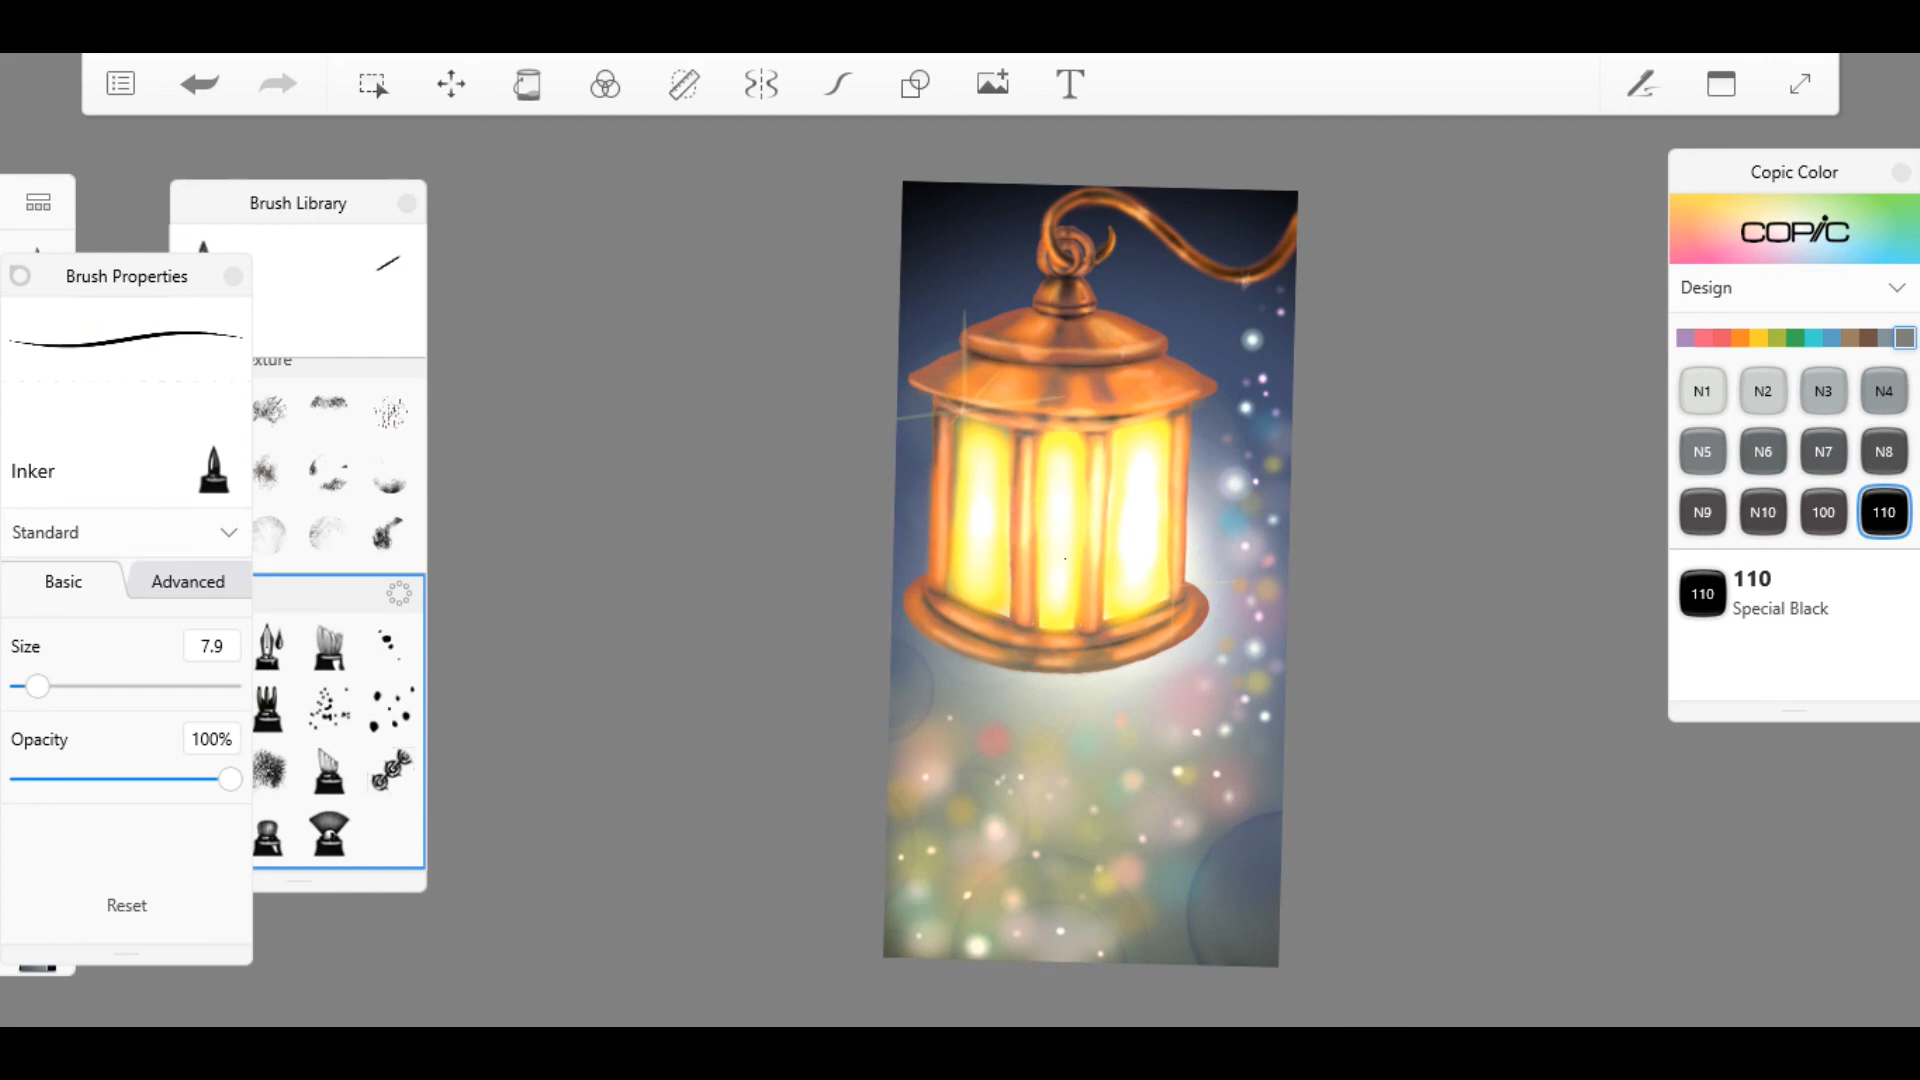 T
Brush Library
Copic Color
COPiC
Brush Properties
Design
xture
N1 N2 N3 N4
N5 N6 N7 N8
Inker
N9 N10 100 110
Standard
Basic Advanced
110 110
Special Black
Size 7.9
Opacity 100%
Reset